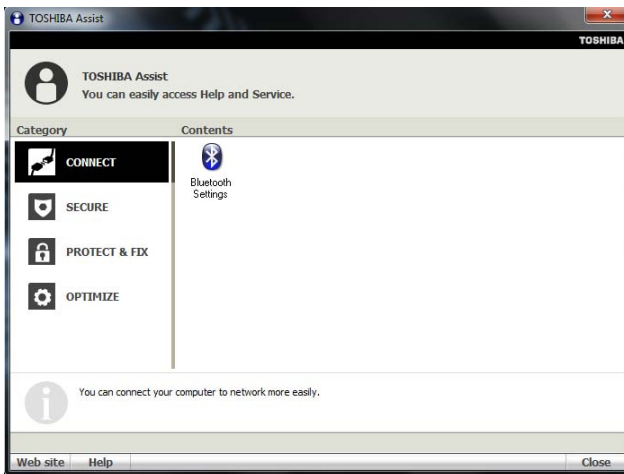 TOSHIBA Assist
TOSHIBA
TOSHIBA Assist
You can easily access Help and Service.
Category
Contents
CONNECT
Bluetooth
Settings
SECURE
PROTECT & FIX
OPTIMIZE
You can connect your computer to network more easily.
Web site
Help
Close